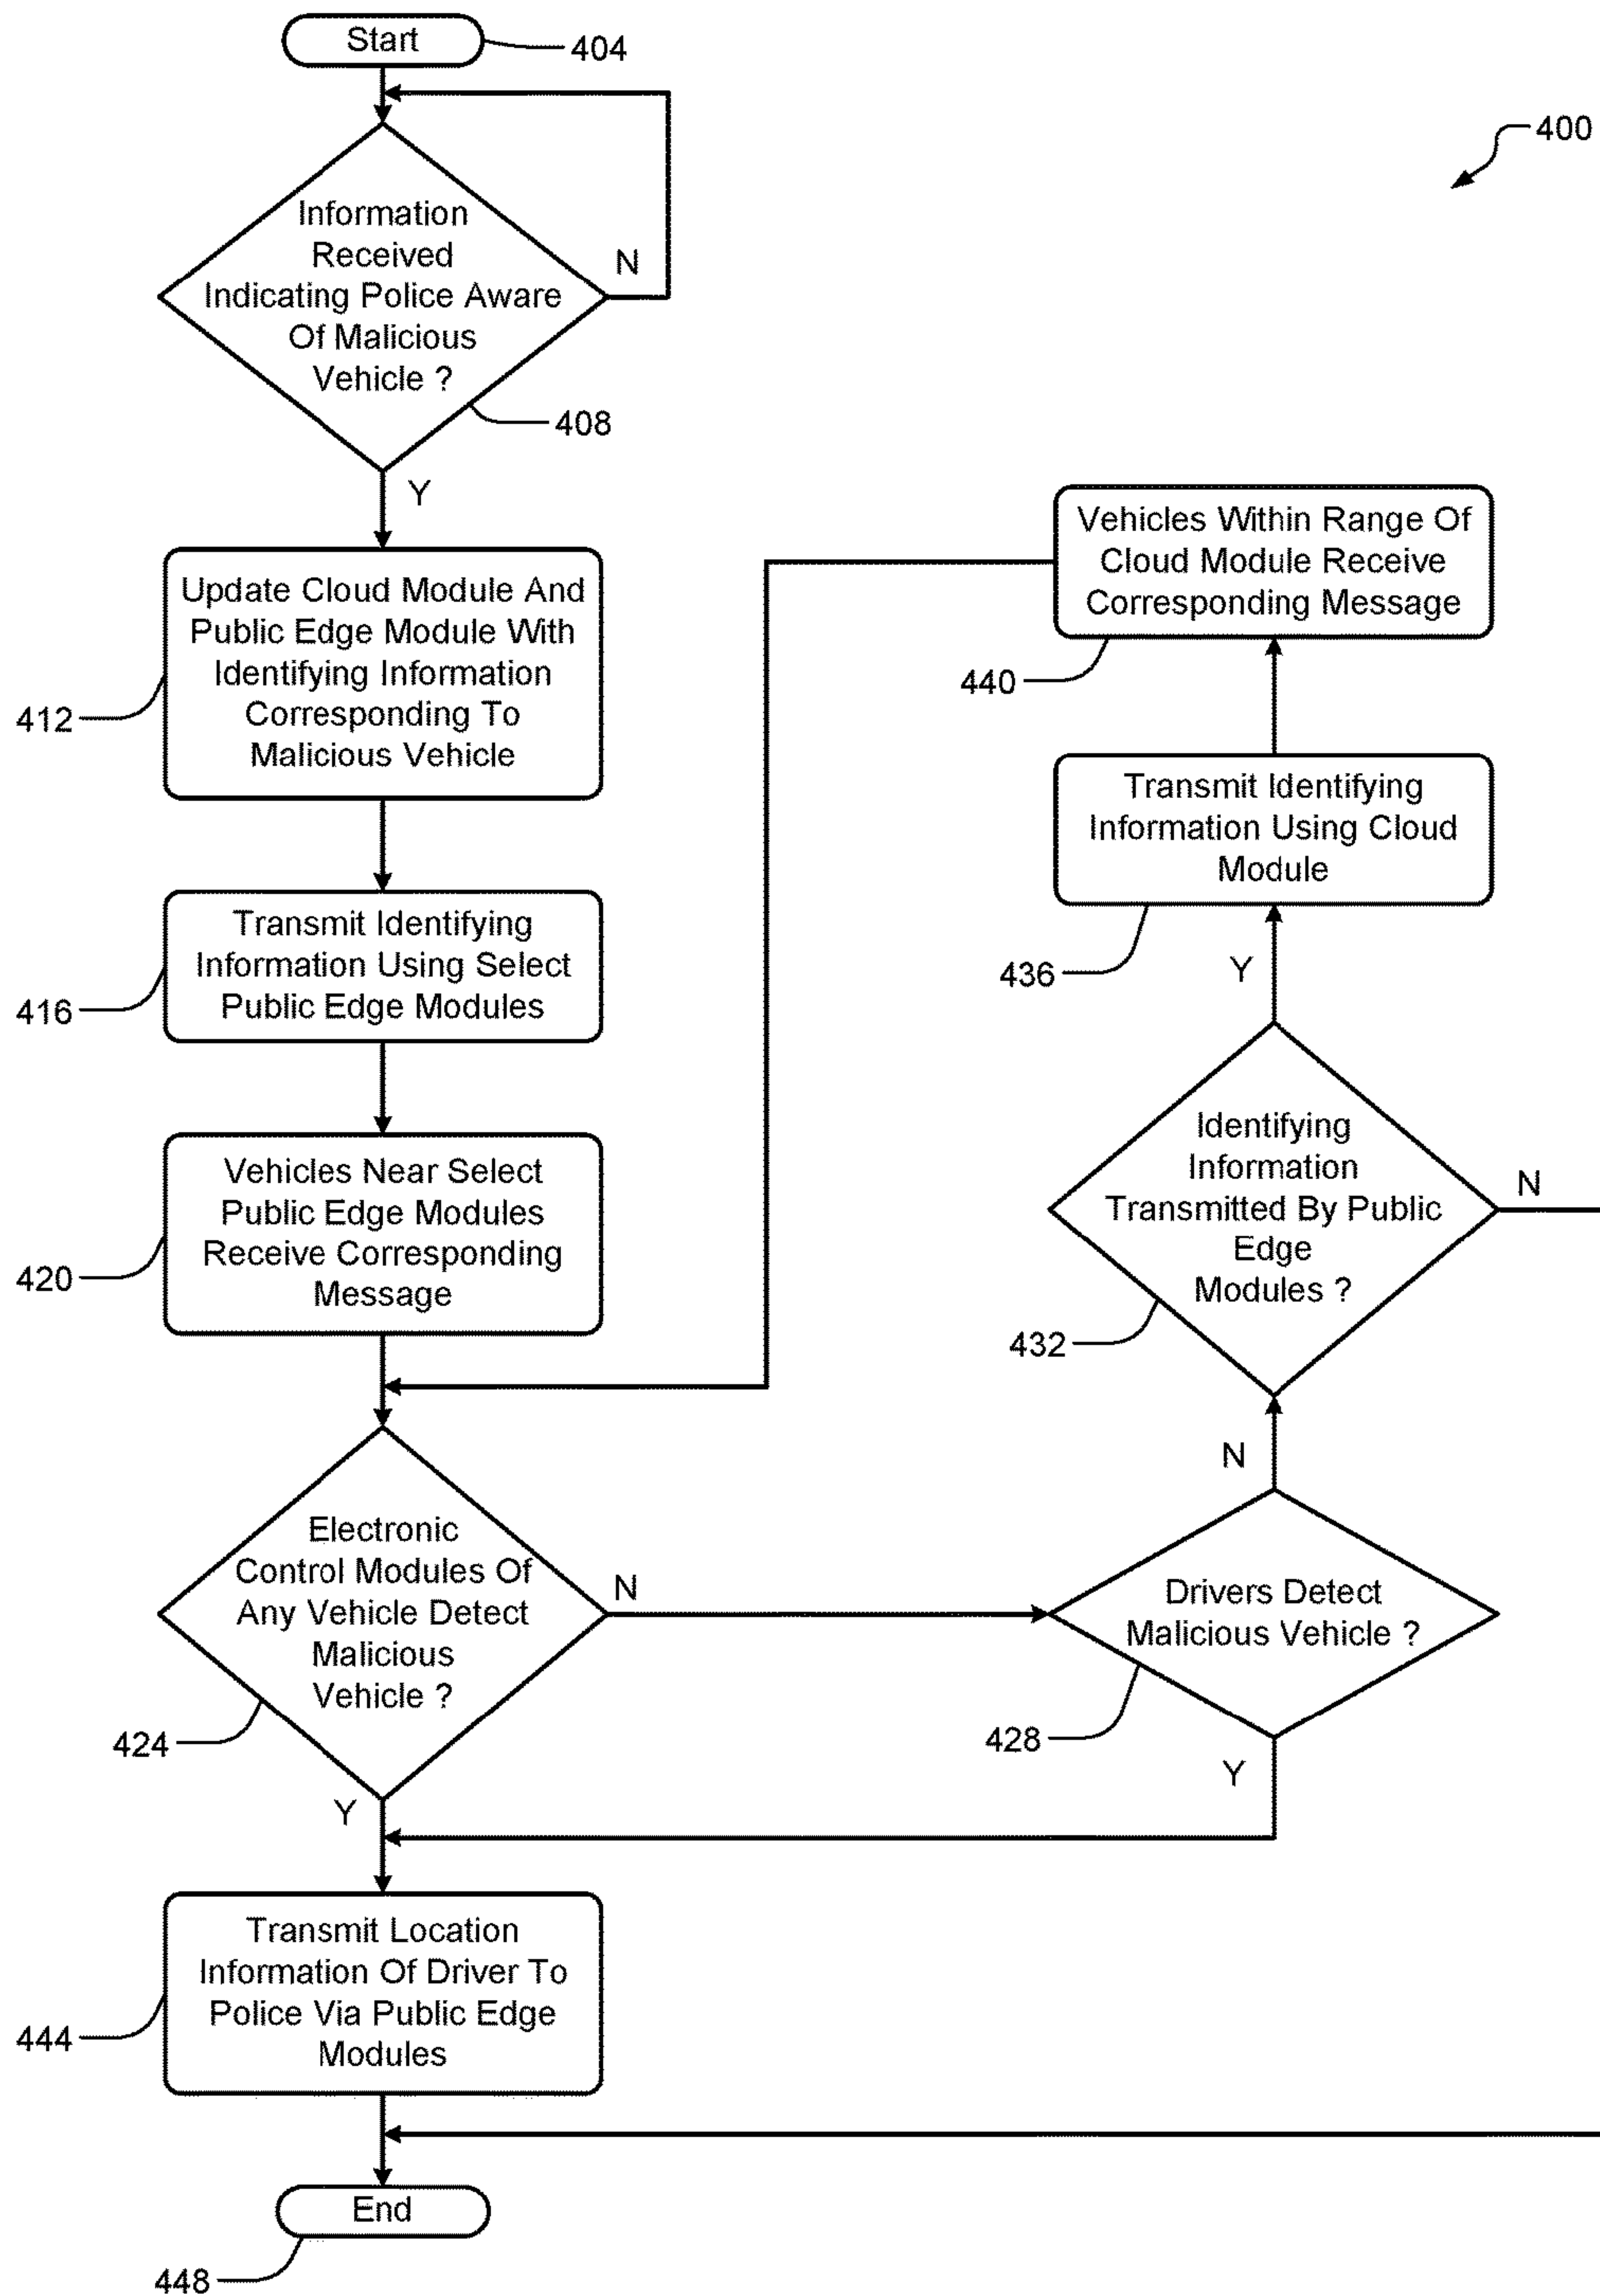 Start
404
400
Information
Received
Indicating Police Aware
Of Malicious
Vehicle ?
N
408
Y
Update Cloud Module And
Public Edge Module With
Identifying Information
Corresponding To
Malicious Vehicle
412
Transmit Identifying
Information Using Select
Public Edge Modules
416
Vehicles Near Select
Public Edge Modules
Receive Corresponding
Message
420
Electronic
Control Modules Of
Any Vehicle Detect
Malicious
Vehicle ?
N
424
Y
Drivers Detect
Malicious Vehicle ?
428
N
Y
Identifying
Information
Transmitted By Public
Edge
Modules ?
N
432
Y
Transmit Identifying
Information Using Cloud
Module
436
Vehicles Within Range Of
Cloud Module Receive
Corresponding Message
440
Transmit Location
Information Of Driver To
Police Via Public Edge
Modules
444
End
448